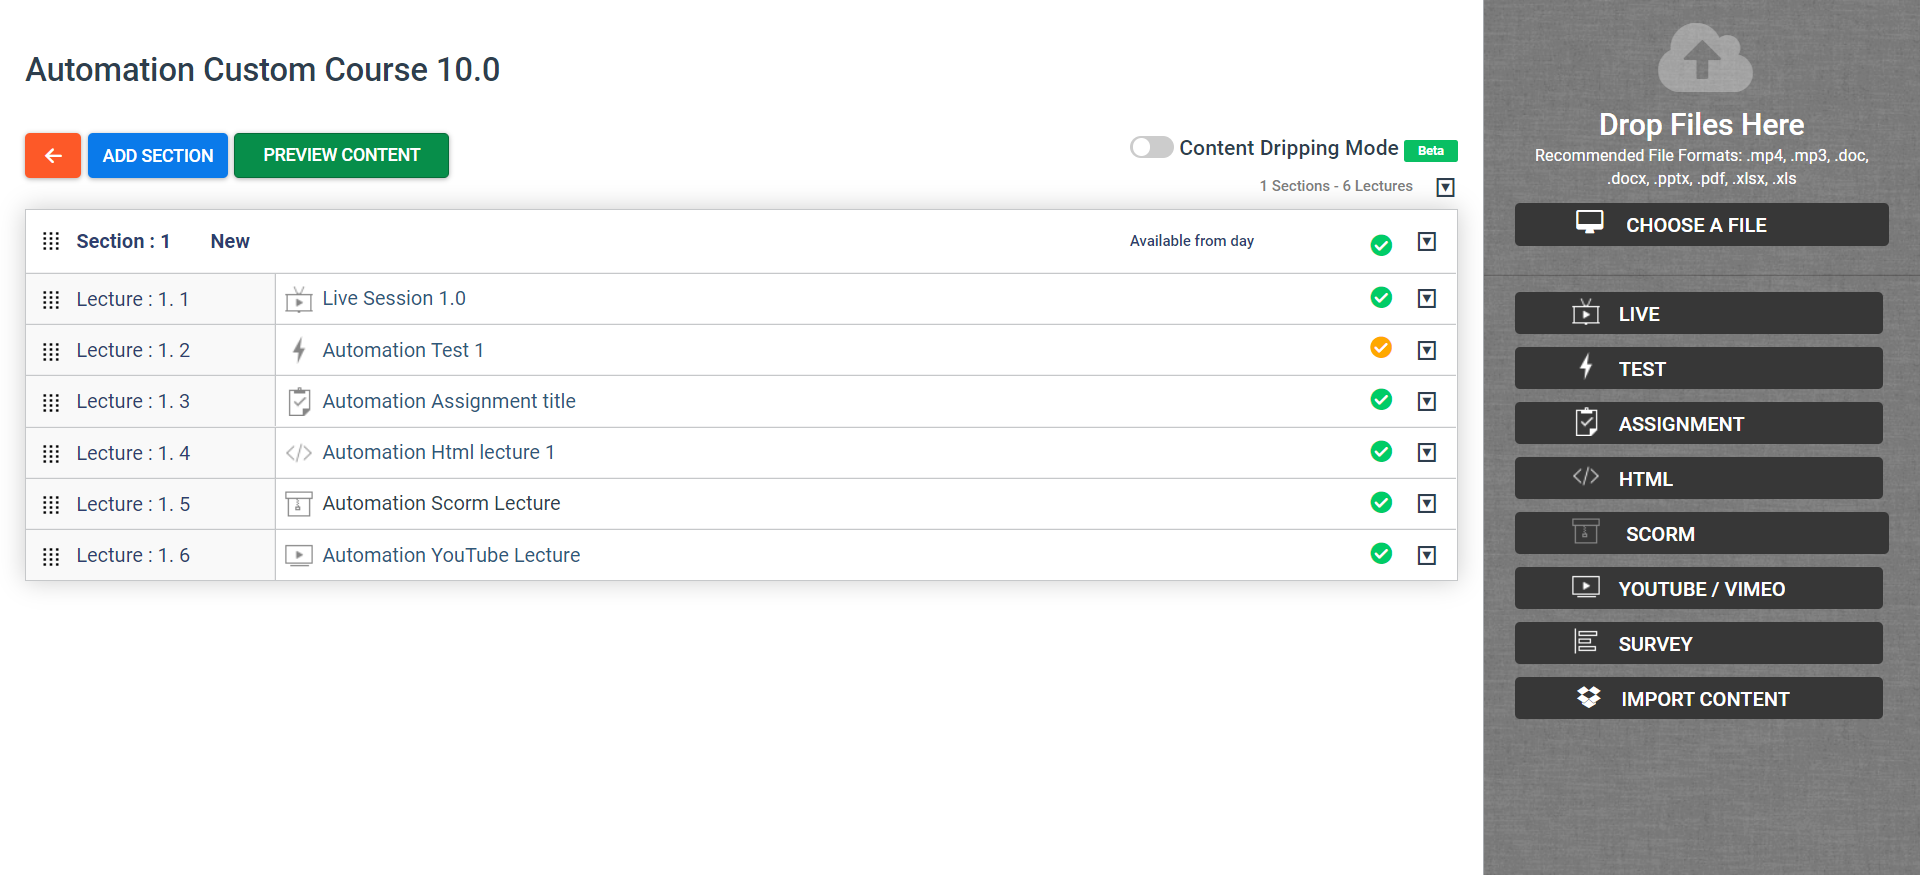 Automation Custom Course 10.0
ADD SECTION
PREVIEW CONTENT
Content Dripping Mode Beta
1 Sections - 6 Lectures
Section : 1 New Available from day
Lecture : 1. 1 Live Session 1.0
Lecture : 1. 2 Automation Test 1
Lecture : 1. 3 Automation Assignment title
Lecture : 1. 4 Automation Html lecture 1
Lecture : 1. 5 Automation Scorm Lecture
Lecture : 1. 6 Automation YouTube Lecture
Drop Files Here
Recommended File Formats: .mp4, .mp3, .doc,
.docx, .pptx, .pdf, .xlsx, .xls
CHOOSE A FILE
LIVE
TEST
ASSIGNMENT
HTML
SCORM
YOUTUBE / VIMEO
SURVEY
IMPORT CONTENT